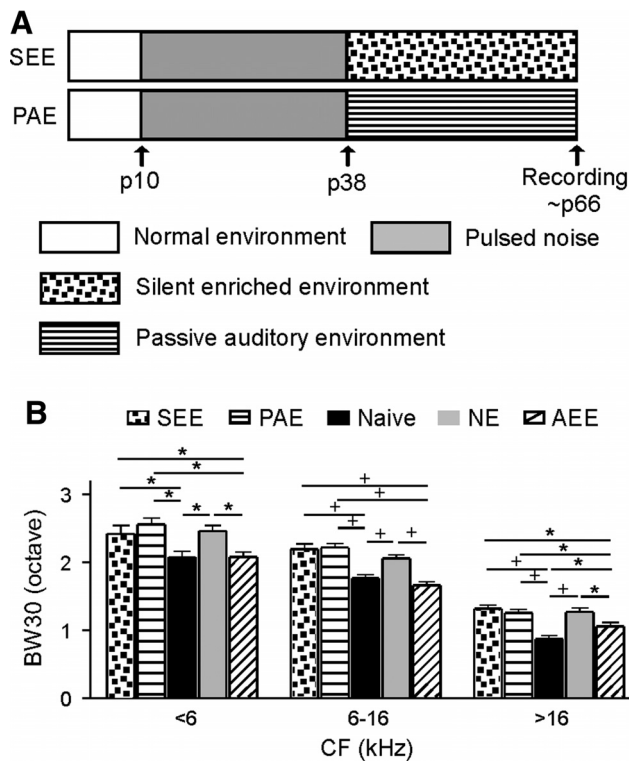 A
SEE
PAE
p10
p38
Recording
~p66
Normal environment
Pulsed noise
Silent enriched environment
Passive auditory environment
B
SEE
PAE
Naive
NE
AEE
*
*
*
*
*
*
+
+
+
+
+
+
*
*
+
*
+
+
*
3
2
1
0
BW30 (octave)
<6
6-16
>16
CF (kHz)